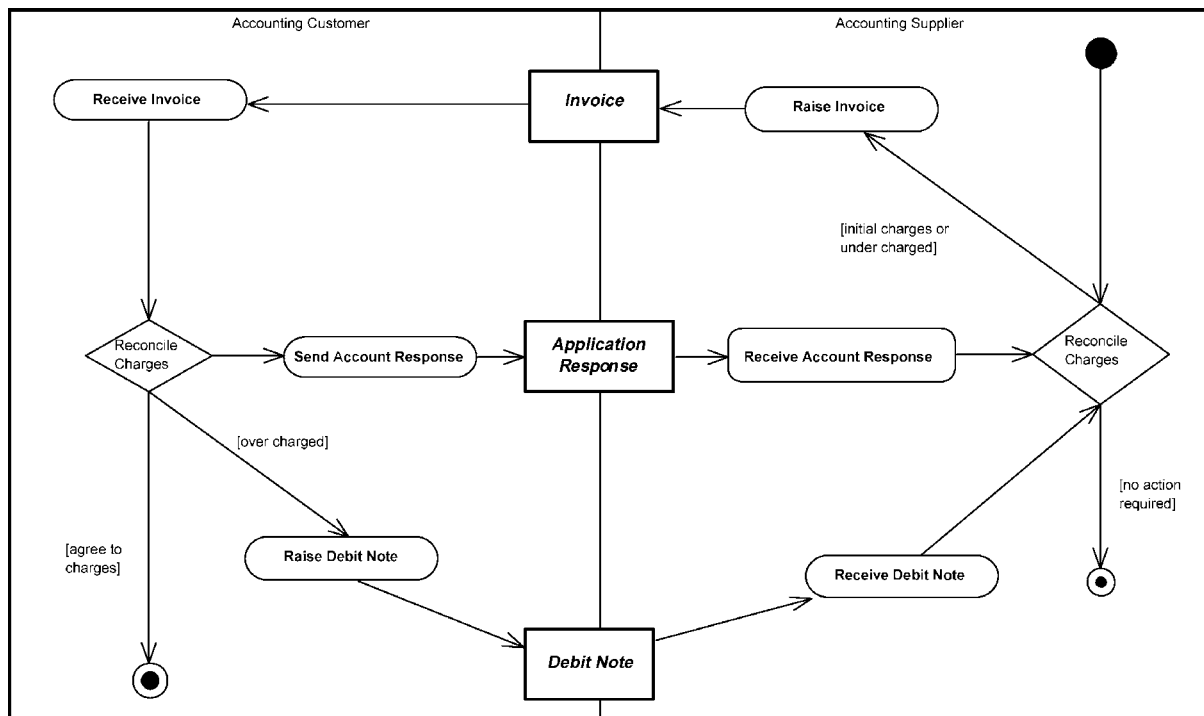 Accounting Customer
Accounting Supplier
Receive Invoice
Invoice
Raise Invoice
[initial charges or
under charged]
Reconcile
Charges
Send Account Response
Application
Response
Receive Account Response
Reconcile
Charges
[over charged]
[no action
required]
[agree to
charges]
Raise Debit Note
Receive Debit Note
Debit Note